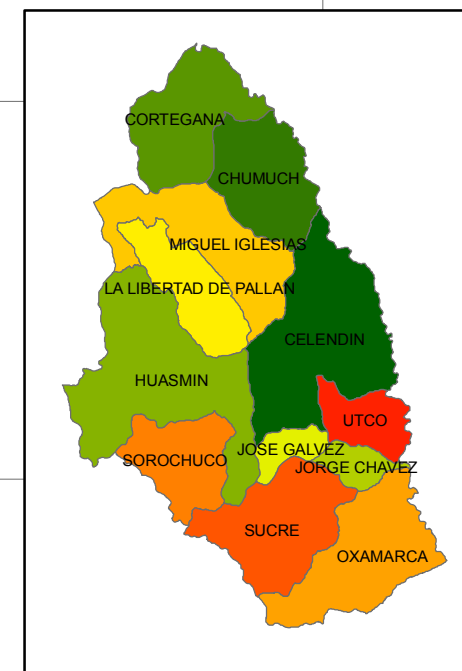 CORTEGANA
CHUMUCH
MIGUEL IGLESIAS
LA LIBERTAD DE PALLAN
CELENDIN
HUASMIN
UTCO
JOSE GALVEZ
SOROCHUCO
JORGE CHAVEZ
SUCRE
OXAMARCA